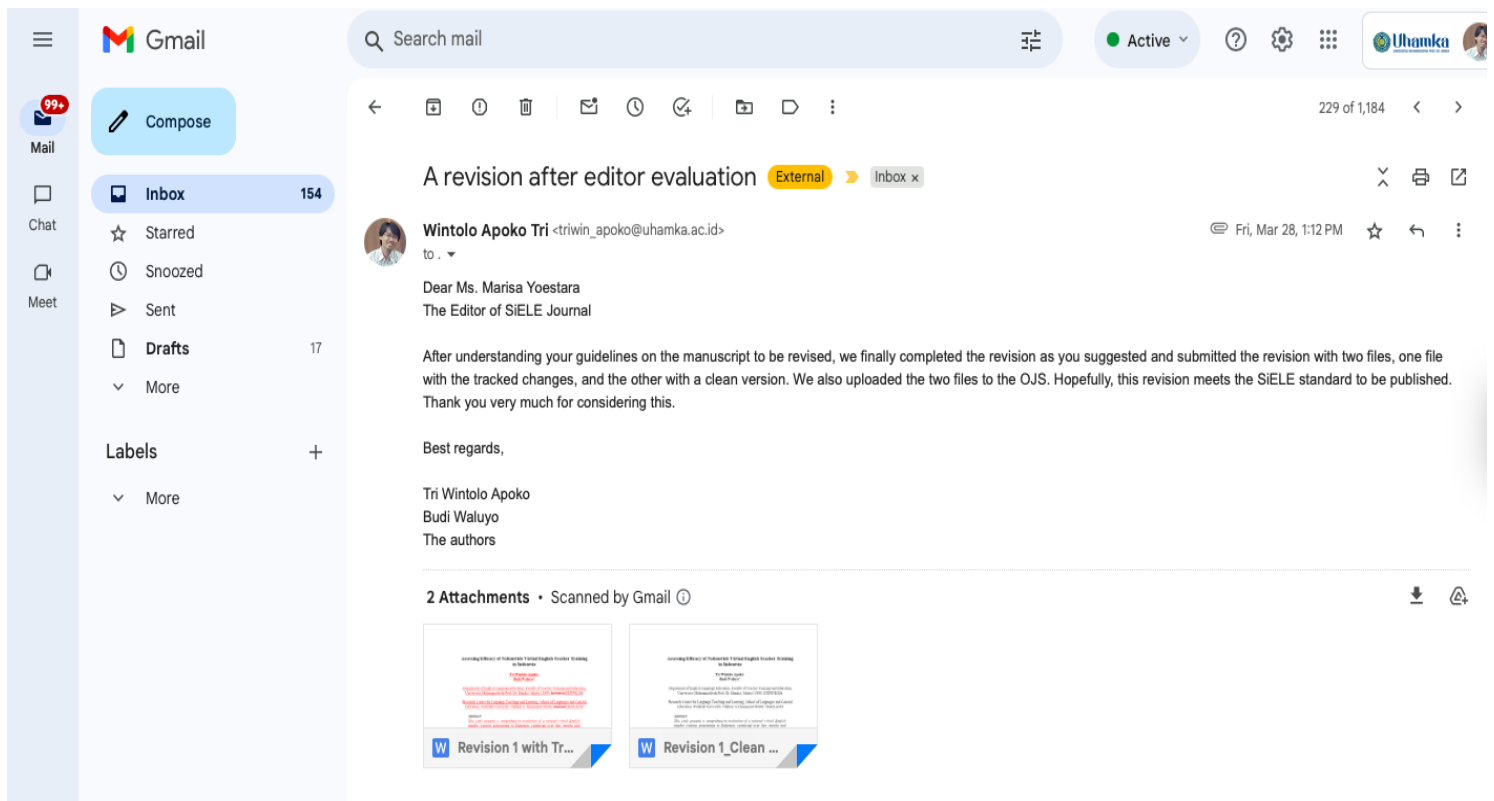 Gmail
Search mail
Active
Uhamka
99+
Mail
Chat
Meet
Compose
Inbox 154
Starred
Snoozed
Sent
Drafts 17
More
Labels
More
229 of 1,184
A revision after editor evaluation External Inbox ×
Wintolo Apoko Tri <triwin_apoko@uhamka.ac.id> Fri, Mar 28, 1:12 PM
to .
Dear Ms. Marisa Yoestara
The Editor of SiELE Journal
After understanding your guidelines on the manuscript to be revised, we finally completed the revision as you suggested and submitted the revision with two files, one file
with the tracked changes, and the other with a clean version. We also uploaded the two files to the OJS. Hopefully, this revision meets the SiELE standard to be published.
Thank you very much for considering this.
Best regards,
Tri Wintolo Apoko
Budi Waluyo
The authors
2 Attachments • Scanned by Gmail
W Revision 1 with Tr...
W Revision 1_Clean ...